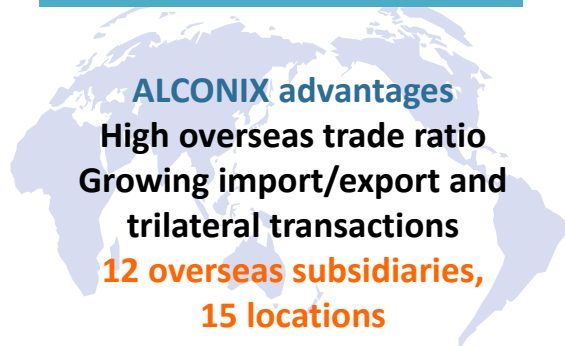 ALCONIX advantages
High overseas trade ratio
Growing import/export and
trilateral transactions
12 overseas subsidiaries,
15 locations